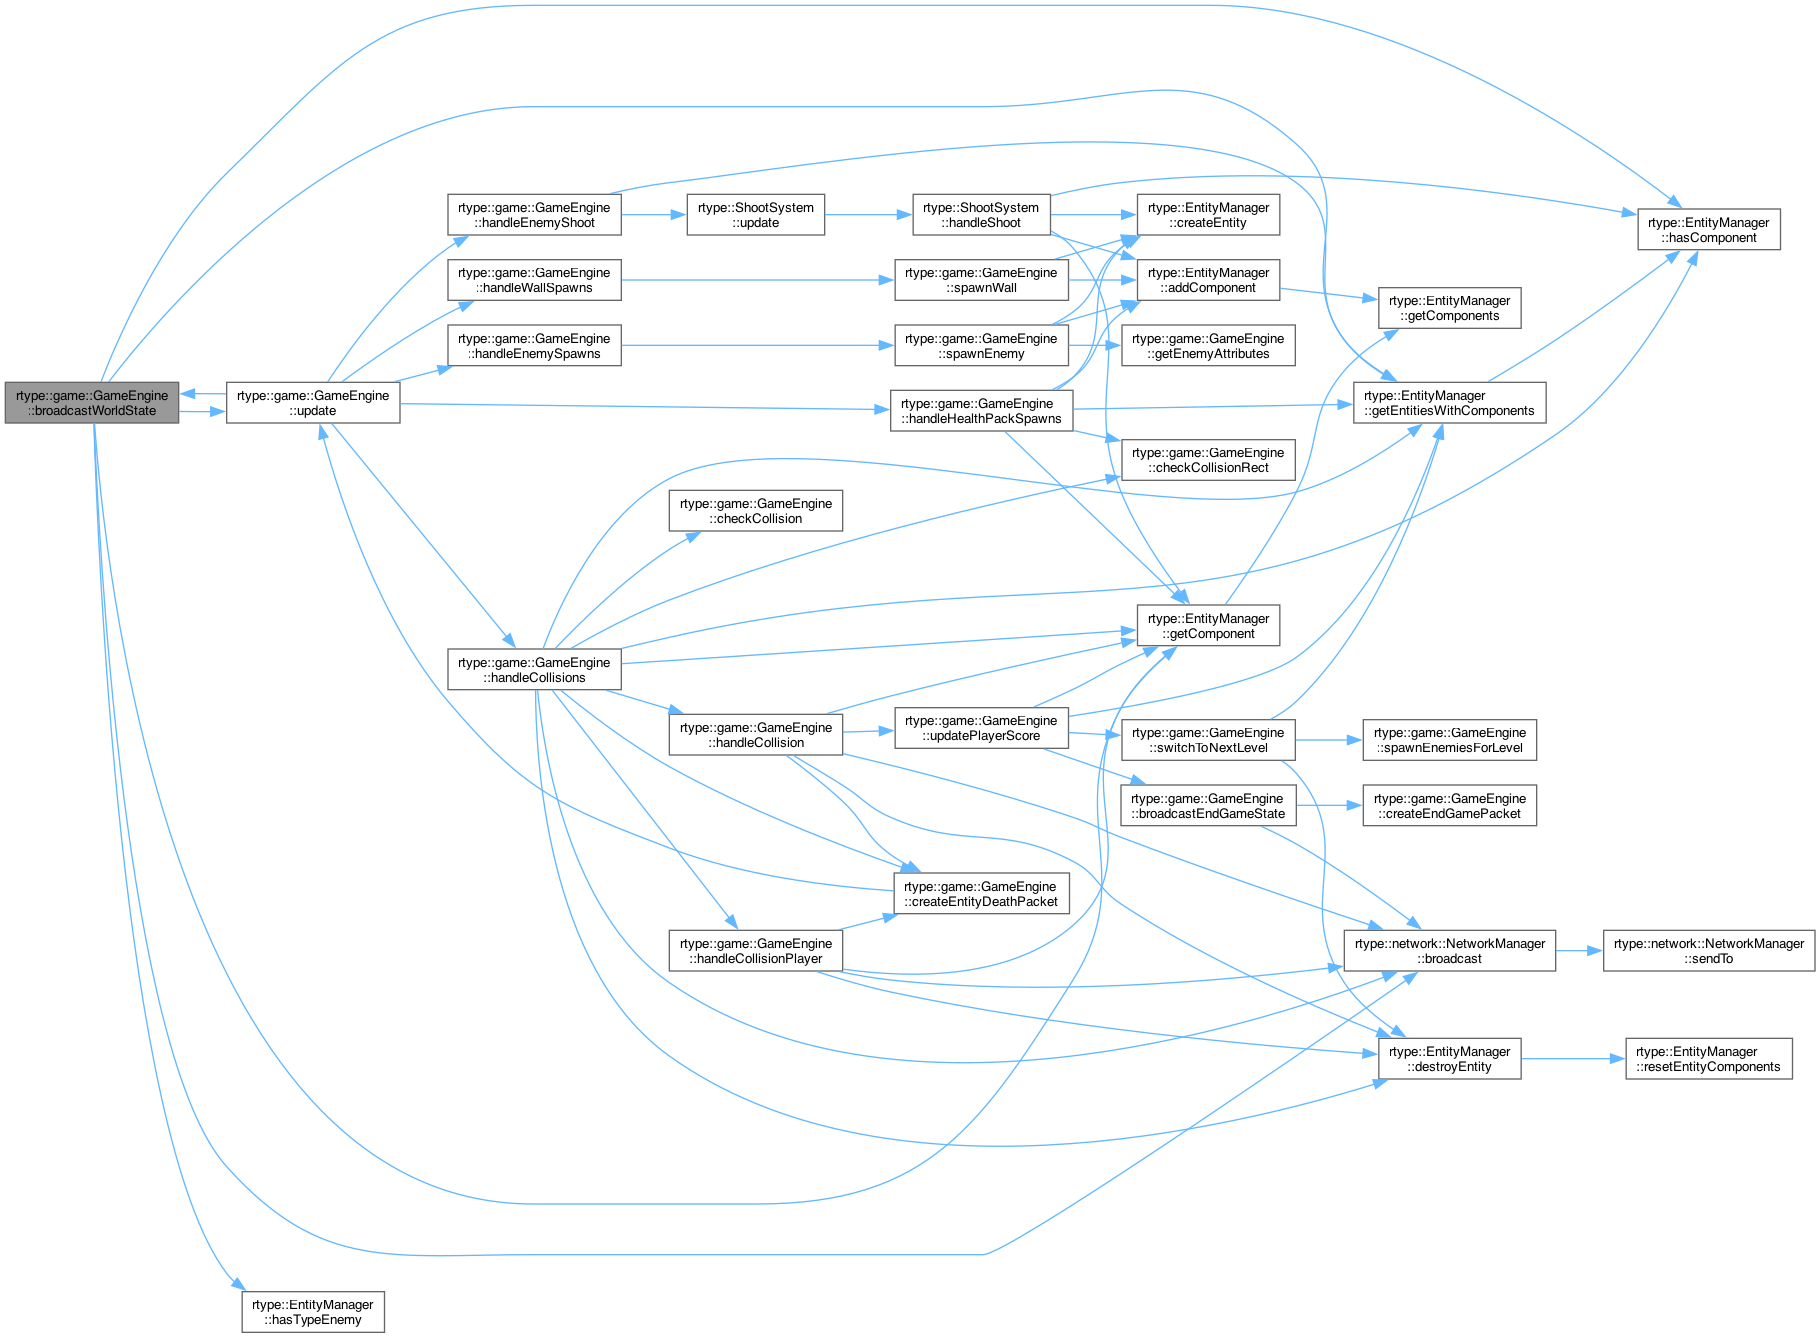 rtype::game::GameEngine
::broadcastWorldState
rtype::game::GameEngine
::update
rtype::game::GameEngine
::handleEnemyShoot
rtype::ShootSystem
::update
rtype::ShootSystem
::handleShoot
rtype::EntityManager
::createEntity
rtype::EntityManager
::hasComponent
rtype::game::GameEngine
::handleWallSpawns
rtype::game::GameEngine
::spawnWall
rtype::EntityManager
::addComponent
rtype::EntityManager
::getComponents
rtype::game::GameEngine
::handleEnemySpawns
rtype::game::GameEngine
::spawnEnemy
rtype::game::GameEngine
::getEnemyAttributes
rtype::game::GameEngine
::handleHealthPackSpawns
rtype::EntityManager
::getEntitiesWithComponents
rtype::game::GameEngine
::checkCollisionRect
rtype::game::GameEngine
::checkCollision
rtype::EntityManager
::getComponent
rtype::game::GameEngine
::handleCollisions
rtype::game::GameEngine
::handleCollision
rtype::game::GameEngine
::updatePlayerScore
rtype::game::GameEngine
::switchToNextLevel
rtype::game::GameEngine
::spawnEnemiesForLevel
rtype::game::GameEngine
::broadcastEndGameState
rtype::game::GameEngine
::createEndGamePacket
rtype::game::GameEngine
::createEntityDeathPacket
rtype::game::GameEngine
::handleCollisionPlayer
rtype::network::NetworkManager
::broadcast
rtype::network::NetworkManager
::sendTo
rtype::EntityManager
::destroyEntity
rtype::EntityManager
::resetEntityComponents
rtype::EntityManager
::hasTypeEnemy